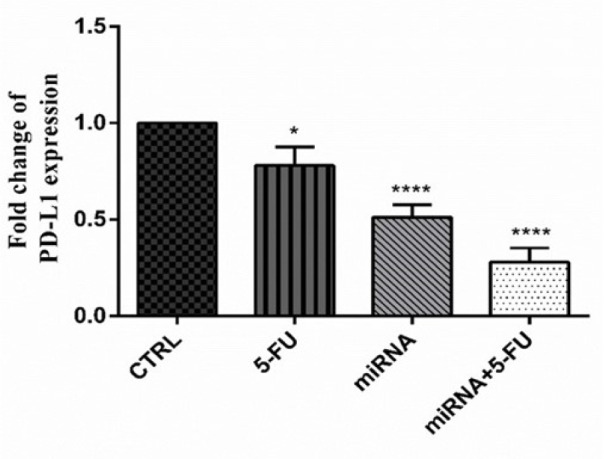 Fold change of
PD-L1 expression
1.5
1.0
0.5
0.0
*
****
****
CTRL
5-FU
miRNA
miRNA+5-FU